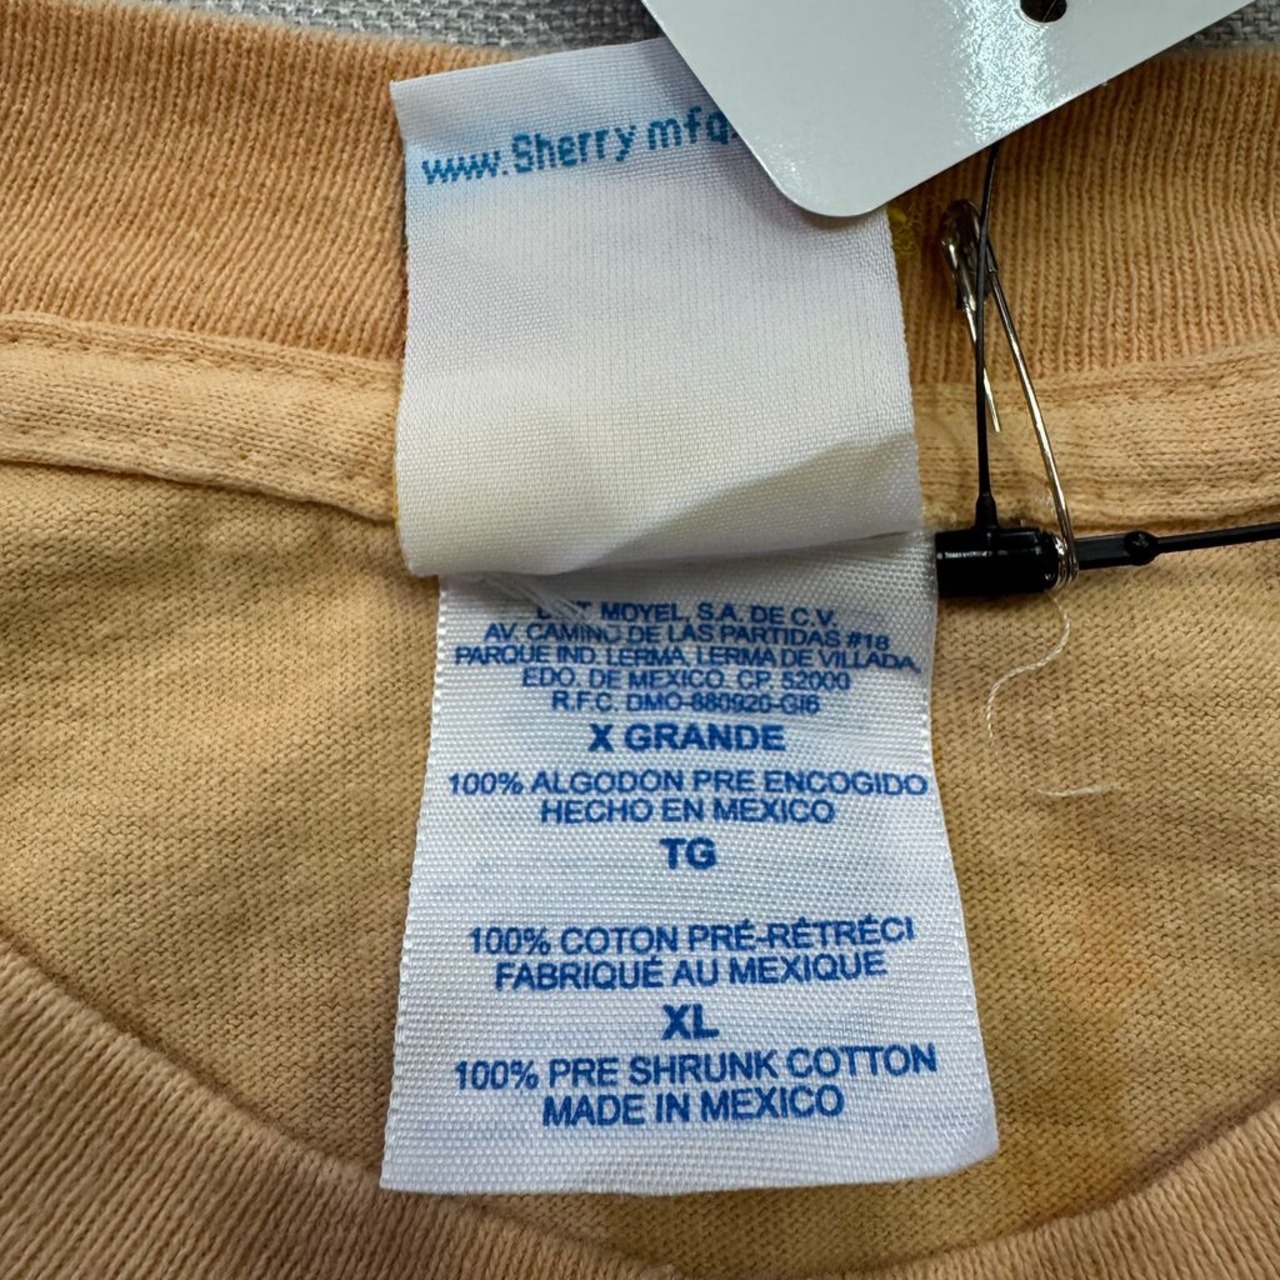 www.Sherry mfg.
MOYEL, S.A. DE C.V.
AV. CAMINO DE LAS PARTIDAS #18
PARQUE IND. LERMA, LERMA DE VILLADA,
EDO. DE MEXICO. CP. 52000
R.F.C. DMO-880920-GI6
X GRANDE
100% ALGODON PRE ENCOGIDO
HECHO EN MEXICO
TG
100% COTON PRÉ-RÉTRÉCI
FABRIQUÉ AU MEXIQUE
XL
100% PRE SHRUNK COTTON
MADE IN MEXICO